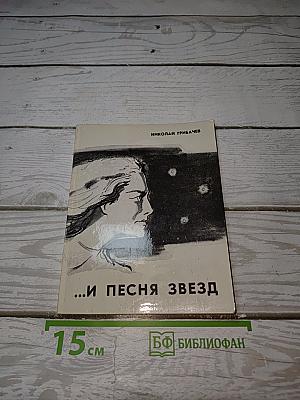 НИКОЛАЙ ГРИБАЧЕВ
...И ПЕСНЯ ЗВЕЗД
15 см
БФ БИБЛИОФАН